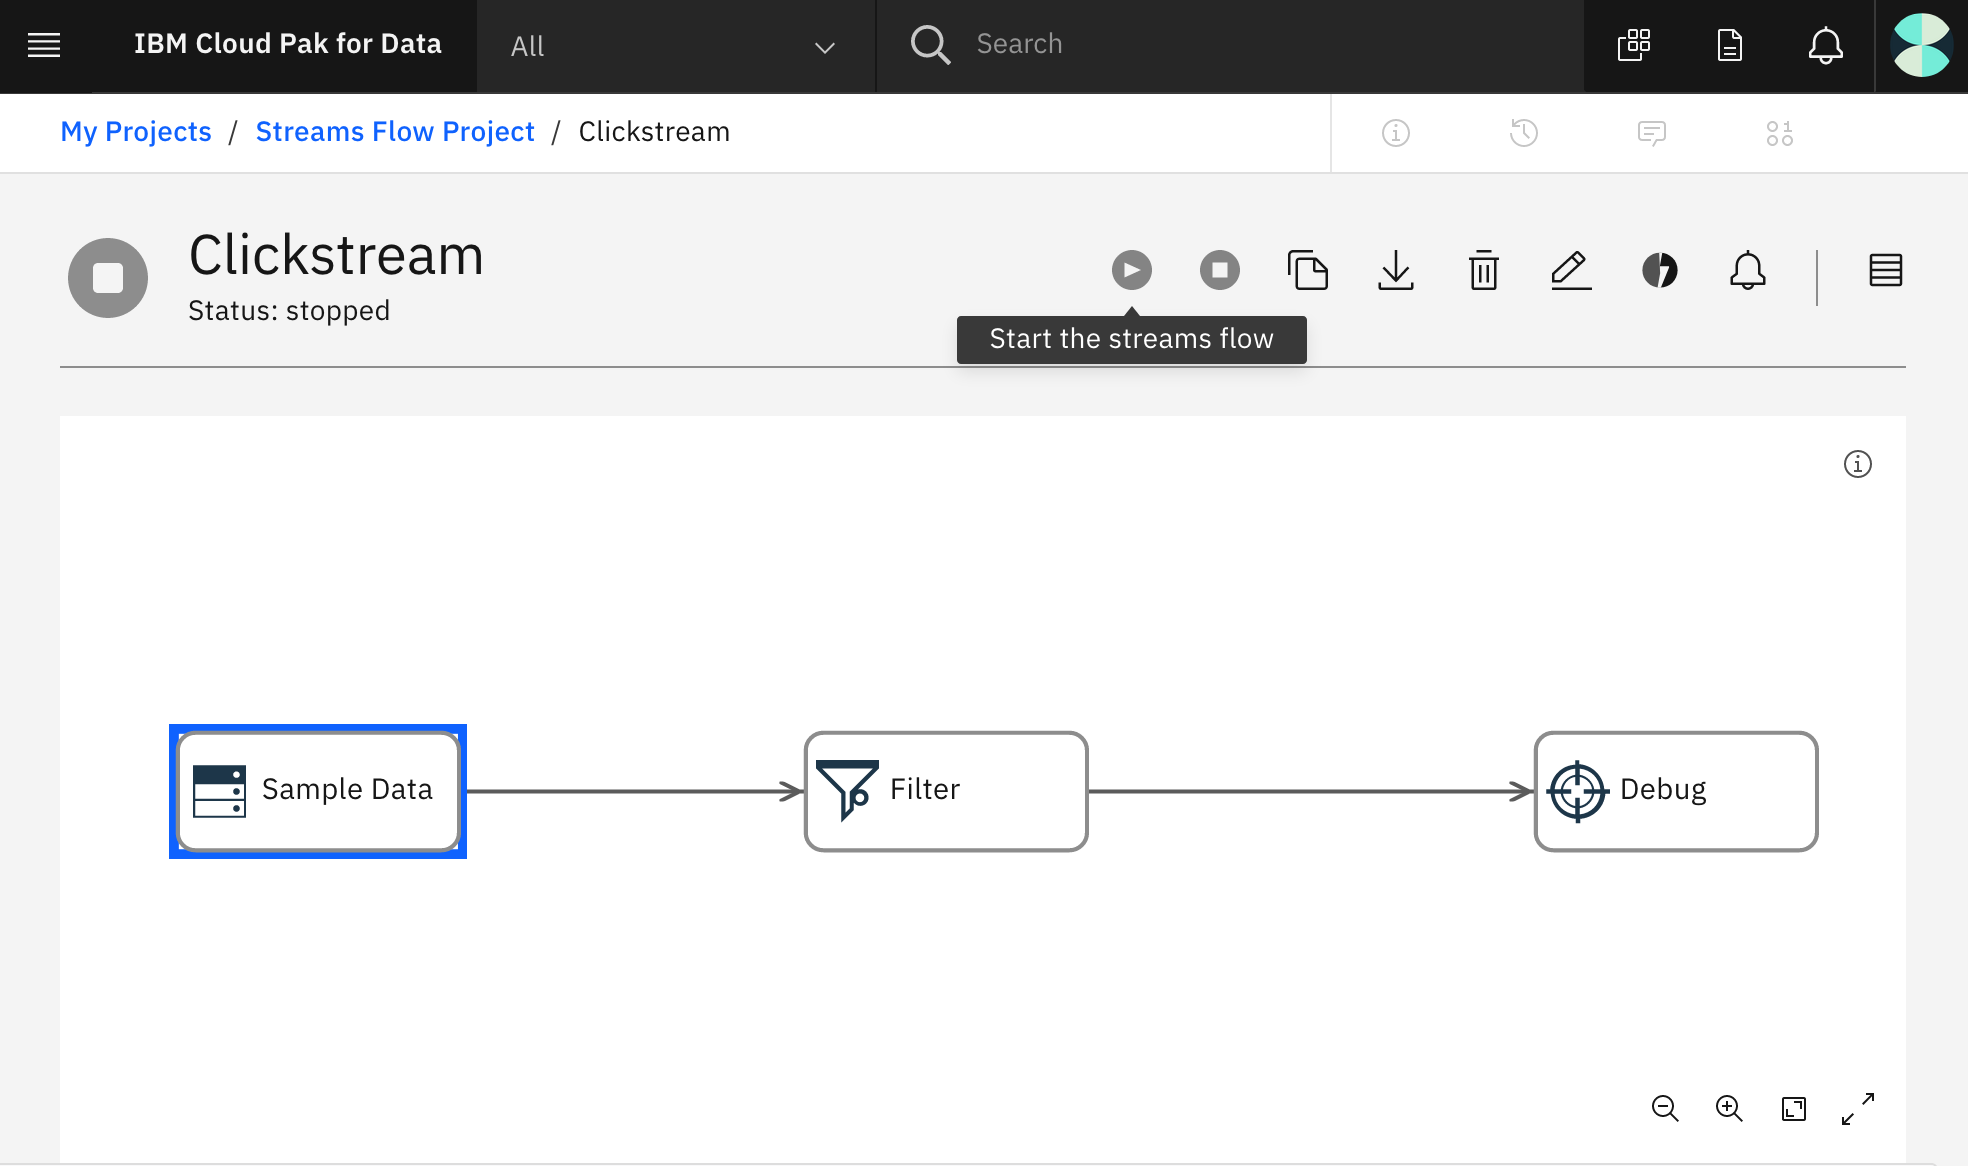 IBM Cloud Pak for Data
All
Search
My Projects / Streams Flow Project / Clickstream
Clickstream
Status: stopped
Start the streams flow
Sample Data
Filter
Debug